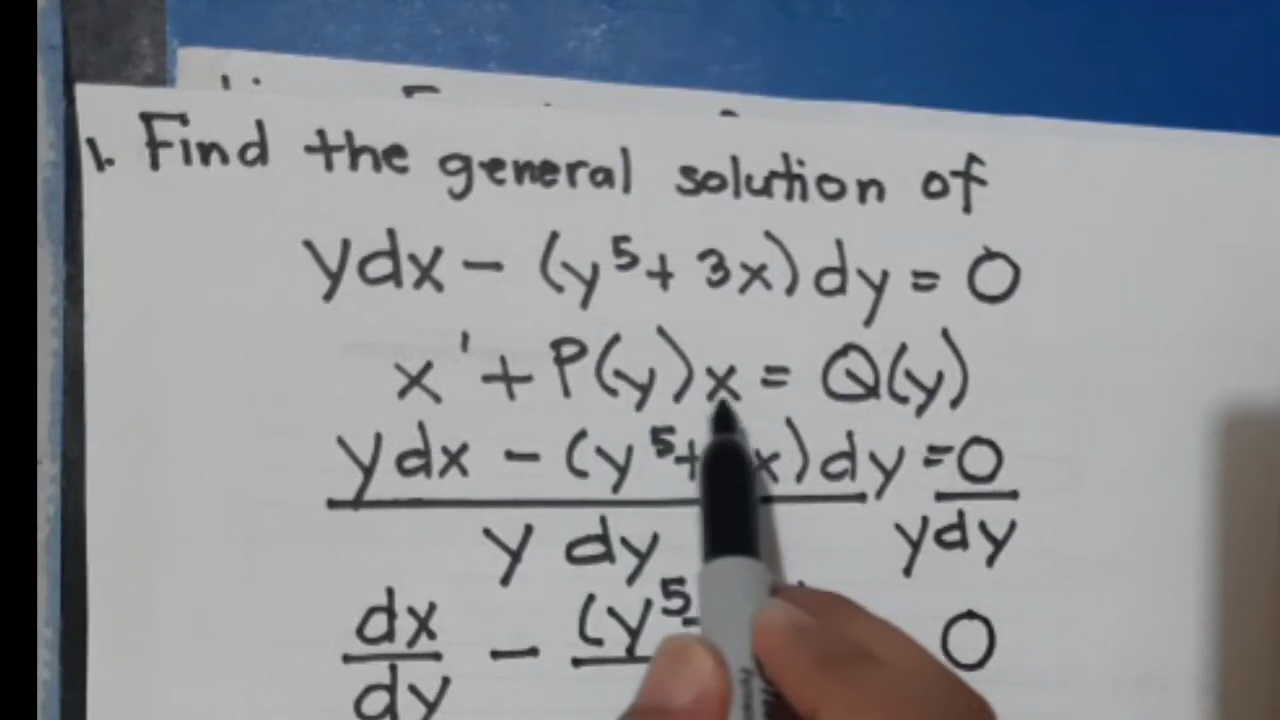 1. Find the general solution of
ydx - (y⁵ + 3x) dy = 0
x' + P(y)x = Q(y)
ydx - (y⁵+ x) dy = 0
y dy ydy
dx - (y⁵ 0
dy